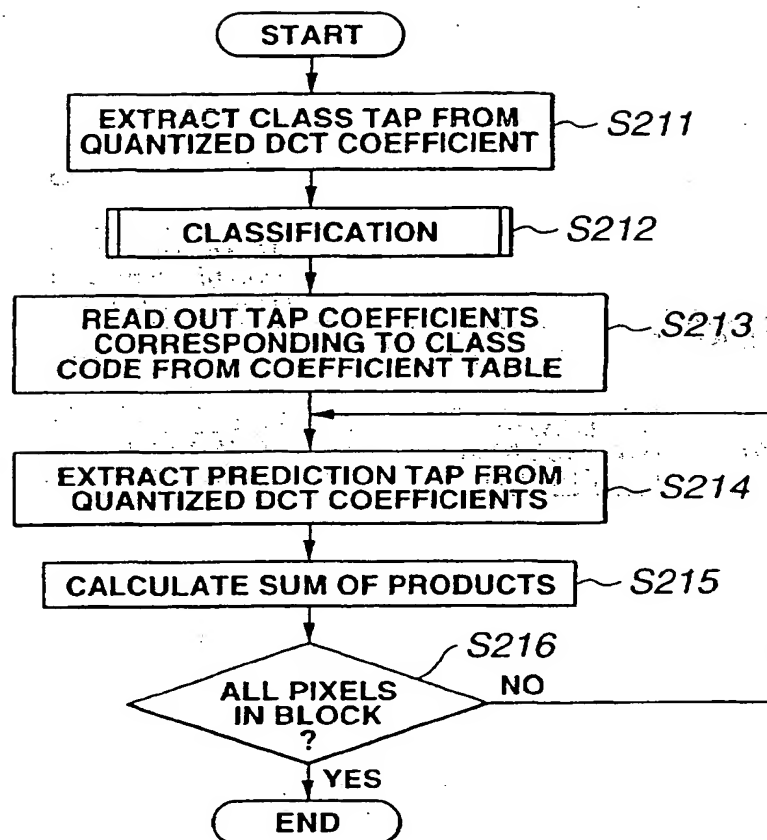 START
EXTRACT CLASS TAP FROM
QUANTIZED DCT COEFFICIENT
S211
CLASSIFICATION
S212
READ OUT TAP COEFFICIENTS
CORRESPONDING TO CLASS
CODE FROM COEFFICIENT TABLE
S213
EXTRACT PREDICTION TAP FROM
QUANTIZED DCT COEFFICIENTS
S214
CALCULATE SUM OF PRODUCTS
S215
S216
ALL PIXELS
IN BLOCK
?
NO
YES
END